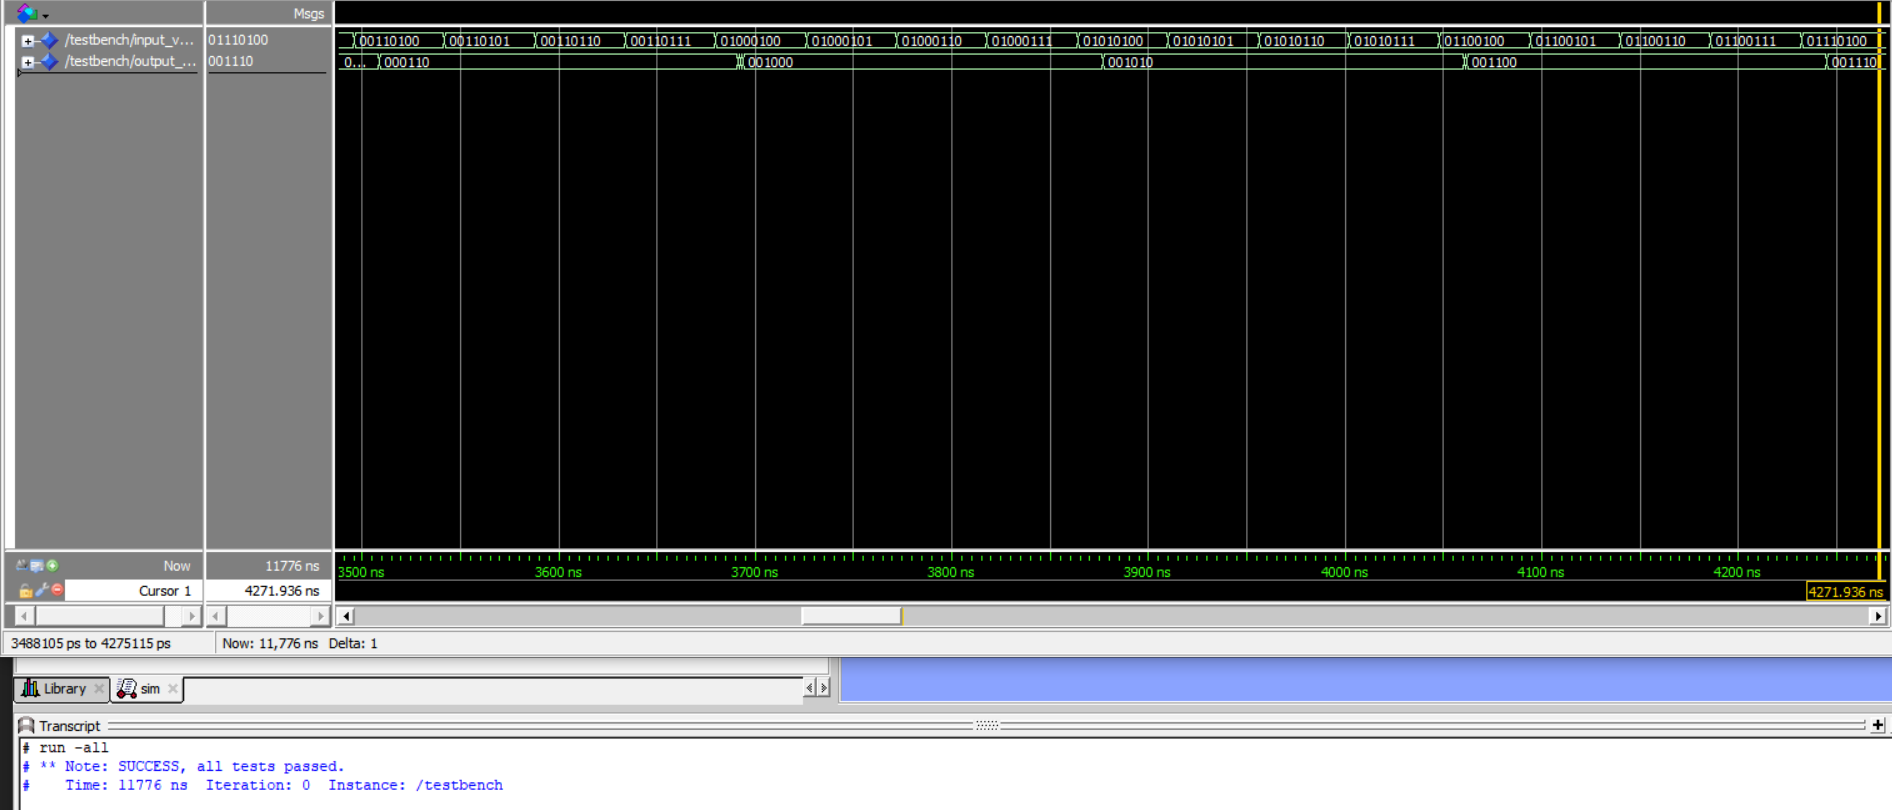 Msgs
/testbench/input_v... 01110100 00110100 00110101 00110110 00110111 01000100 01000101 01000110 01000111 01010100 01010101 01010110 01010111 01100100 01100101 01100110 01100111 01110100
/testbench/output_... 001110 0... 000110 001000 001010 001100 001110
Now 11776 ns 3500 ns 3600 ns 3700 ns 3800 ns 3900 ns 4000 ns 4100 ns 4200 ns
Cursor 1 4271.936 ns 4271.936 ns
3488105 ps to 4275115 ps Now: 11,776 ns Delta: 1
Library sim
Transcript
# run -all
# ** Note: SUCCESS, all tests passed.
# Time: 11776 ns Iteration: 0 Instance: /testbench